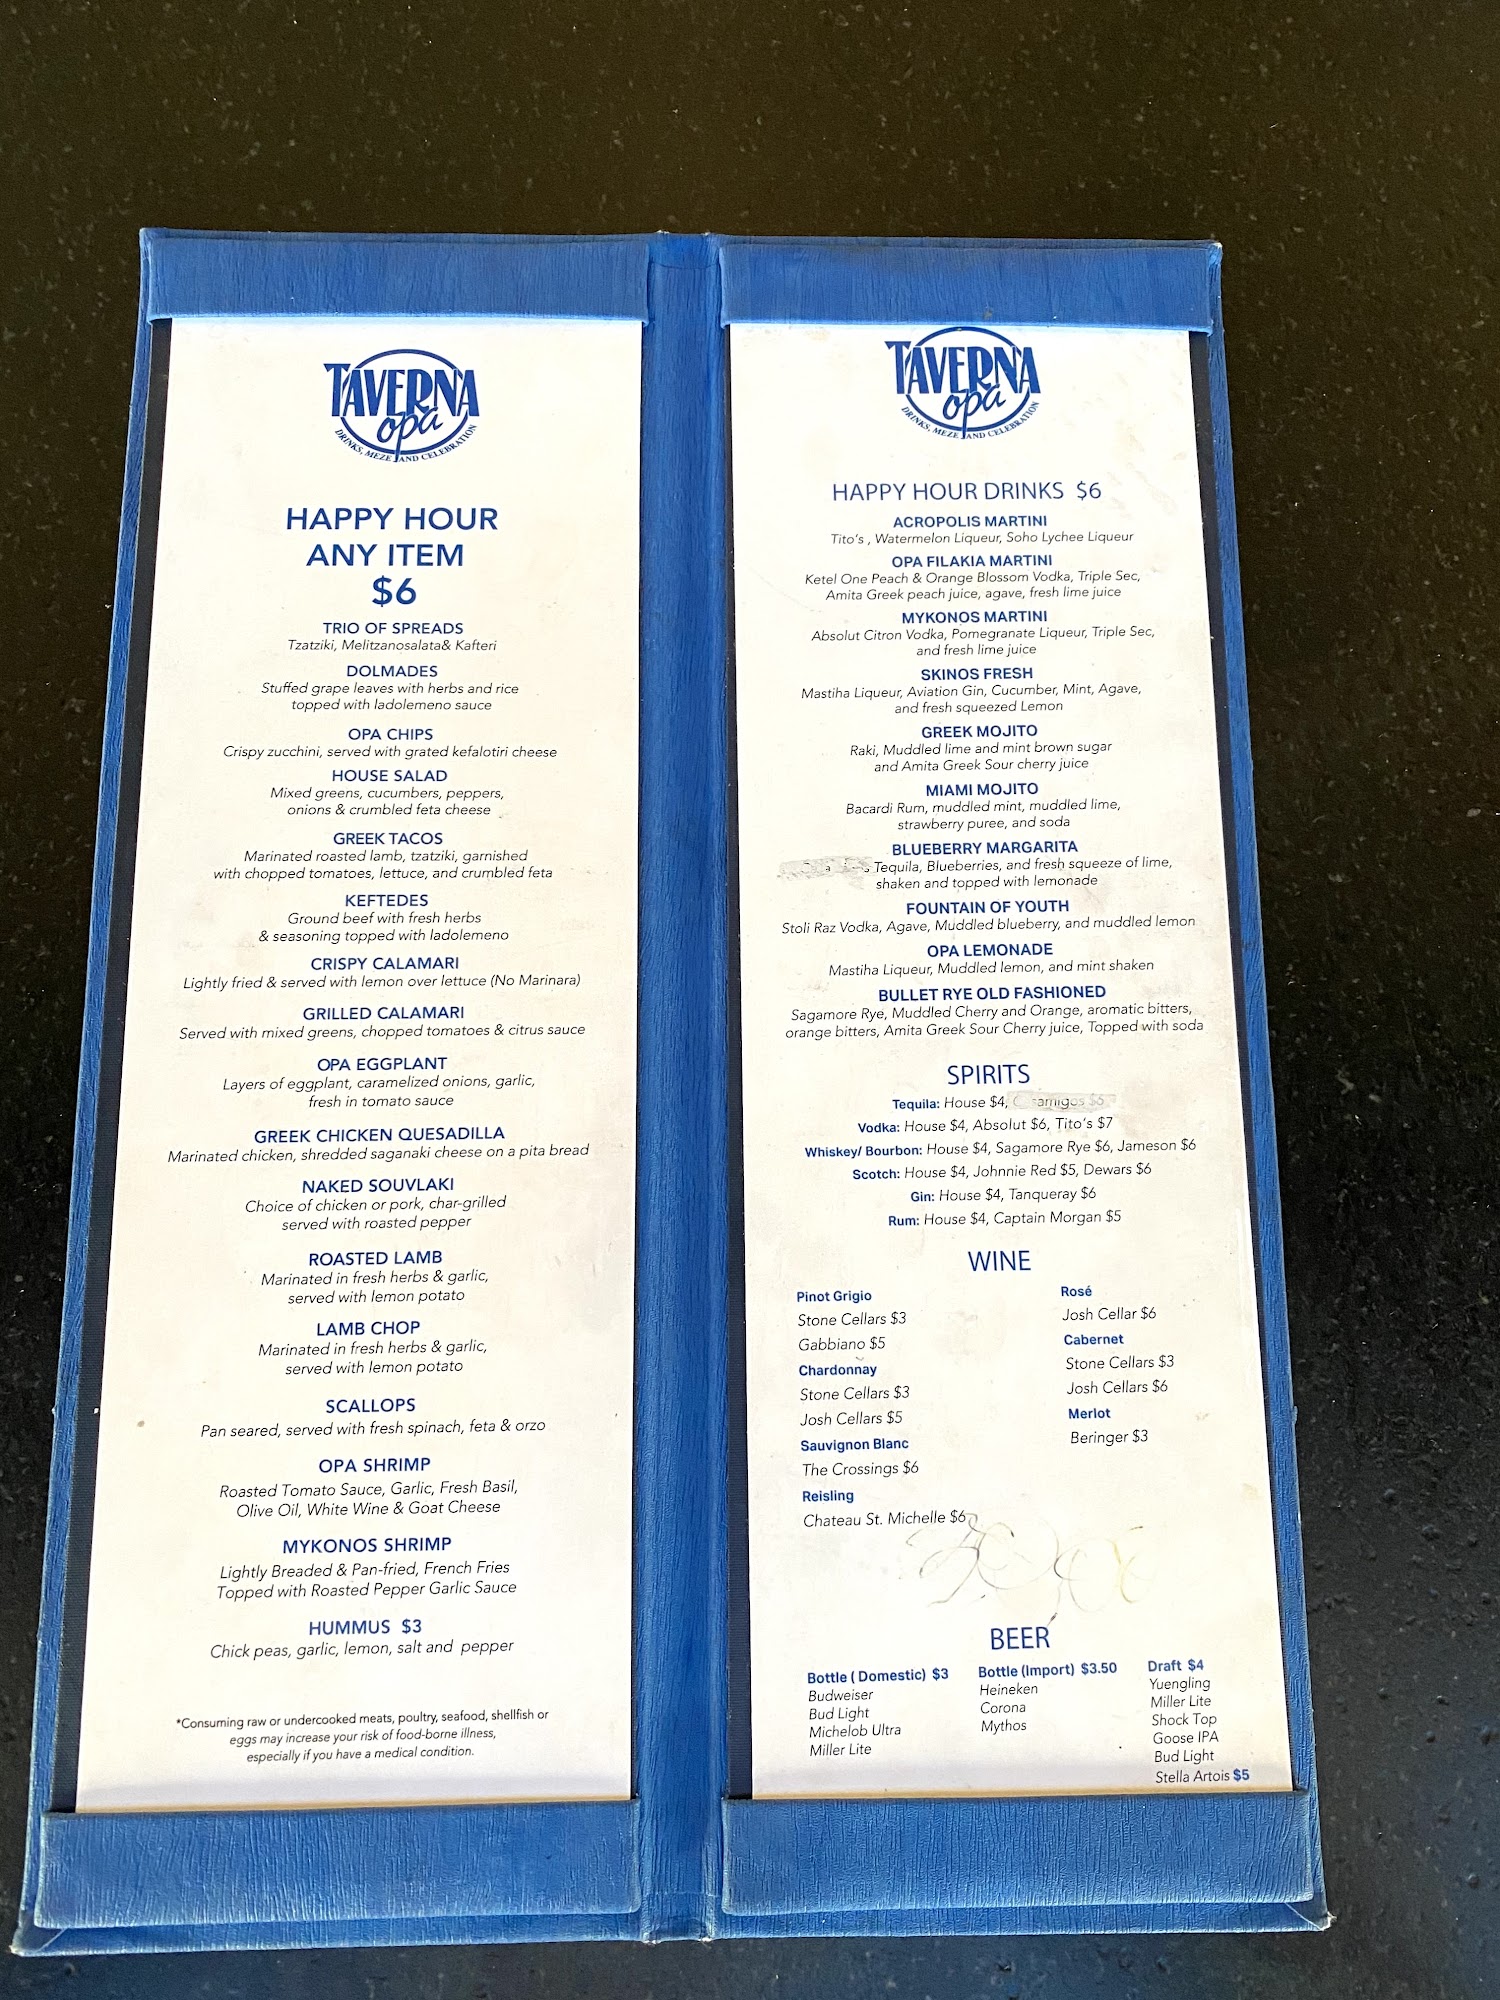 TAVERNA
opa
DRINKS, MEZE AND CELEBRATION
HAPPY HOUR
ANY ITEM
$6
TRIO OF SPREADS
Tzatziki, Melitzanosalata& Kafteri
DOLMADES
Stuffed grape leaves with herbs and rice
topped with ladolemeno sauce
OPA CHIPS
Crispy zucchini, served with grated kefalotiri cheese
HOUSE SALAD
Mixed greens, cucumbers, peppers,
onions & crumbled feta cheese
GREEK TACOS
Marinated roasted lamb, tzatziki, garnished
with chopped tomatoes, lettuce, and crumbled feta
KEFTEDES
Ground beef with fresh herbs
& seasoning topped with ladolemeno
CRISPY CALAMARI
Lightly fried & served with lemon over lettuce (No Marinara)
GRILLED CALAMARI
Served with mixed greens, chopped tomatoes & citrus sauce
OPA EGGPLANT
Layers of eggplant, caramelized onions, garlic,
fresh in tomato sauce
GREEK CHICKEN QUESADILLA
Marinated chicken, shredded saganaki cheese on a pita bread
NAKED SOUVLAKI
Choice of chicken or pork, char-grilled
served with roasted pepper
ROASTED LAMB
Marinated in fresh herbs & garlic,
served with lemon potato
LAMB CHOP
Marinated in fresh herbs & garlic,
served with lemon potato
SCALLOPS
Pan seared, served with fresh spinach, feta & orzo
OPA SHRIMP
Roasted Tomato Sauce, Garlic, Fresh Basil,
Olive Oil, White Wine & Goat Cheese
MYKONOS SHRIMP
Lightly Breaded & Pan-fried, French Fries
Topped with Roasted Pepper Garlic Sauce
HUMMUS $3
Chick peas, garlic, lemon, salt and pepper
*Consuming raw or undercooked meats, poultry, seafood, shellfish or
eggs may increase your risk of food-borne illness,
especially if you have a medical condition.
TAVERNA
opa
DRINKS, MEZE AND CELEBRATION
HAPPY HOUR DRINKS $6
ACROPOLIS MARTINI
Tito's , Watermelon Liqueur, Soho Lychee Liqueur
OPA FILAKIA MARTINI
Ketel One Peach & Orange Blossom Vodka, Triple Sec,
Amita Greek peach juice, agave, fresh lime juice
MYKONOS MARTINI
Absolut Citron Vodka, Pomegranate Liqueur, Triple Sec,
and fresh lime juice
SKINOS FRESH
Mastiha Liqueur, Aviation Gin, Cucumber, Mint, Agave,
and fresh squeezed Lemon
GREEK MOJITO
Raki, Muddled lime and mint brown sugar
and Amita Greek Sour cherry juice
MIAMI MOJITO
Bacardi Rum, muddled mint, muddled lime,
strawberry puree, and soda
BLUEBERRY MARGARITA
Tequila, Blueberries, and fresh squeeze of lime,
shaken and topped with lemonade
FOUNTAIN OF YOUTH
Stoli Raz Vodka, Agave, Muddled blueberry, and muddled lemon
OPA LEMONADE
Mastiha Liqueur, Muddled lemon, and mint shaken
BULLET RYE OLD FASHIONED
Sagamore Rye, Muddled Cherry and Orange, aromatic bitters,
orange bitters, Amita Greek Sour Cherry juice, Topped with soda
SPIRITS
Tequila: House $4,
Vodka: House $4, Absolut $6, Tito's $7
Whiskey/ Bourbon: House $4, Sagamore Rye $6, Jameson $6
Scotch: House $4, Johnnie Red $5, Dewars $6
Gin: House $4, Tanqueray $6
Rum: House $4, Captain Morgan $5
WINE
Pinot Grigio
Stone Cellars $3
Gabbiano $5
Chardonnay
Stone Cellars $3
Josh Cellars $5
Sauvignon Blanc
The Crossings $6
Reisling
Chateau St. Michelle $6
Rosé
Josh Cellar $6
Cabernet
Stone Cellars $3
Josh Cellars $6
Merlot
Beringer $3
BEER
Bottle ( Domestic) $3
Budweiser
Bud Light
Michelob Ultra
Miller Lite
Bottle (Import) $3.50
Heineken
Corona
Mythos
Draft $4
Yuengling
Miller Lite
Shock Top
Goose IPA
Bud Light
Stella Artois $5